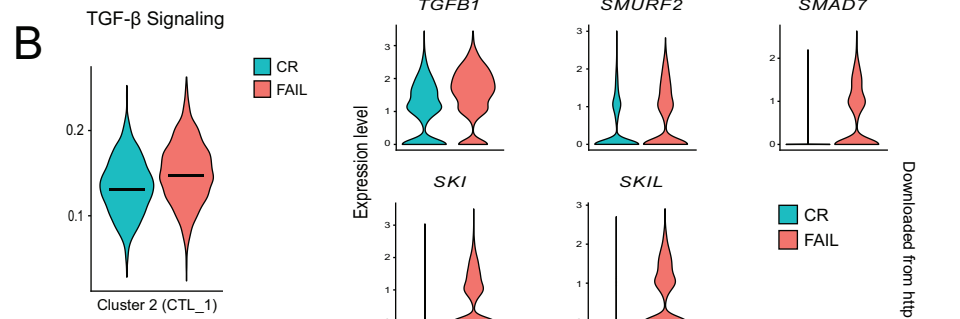 B
TGF-β Signaling
CR
FAIL
0.2
0.1
Cluster 2 (CTL_1)
Expression level
TGFB1
3
2
1
0
SMURF2
3
2
1
0
SMAD7
2
1
0
SKI
3
2
1
SKIL
3
2
1
CR
FAIL
Downloaded from http